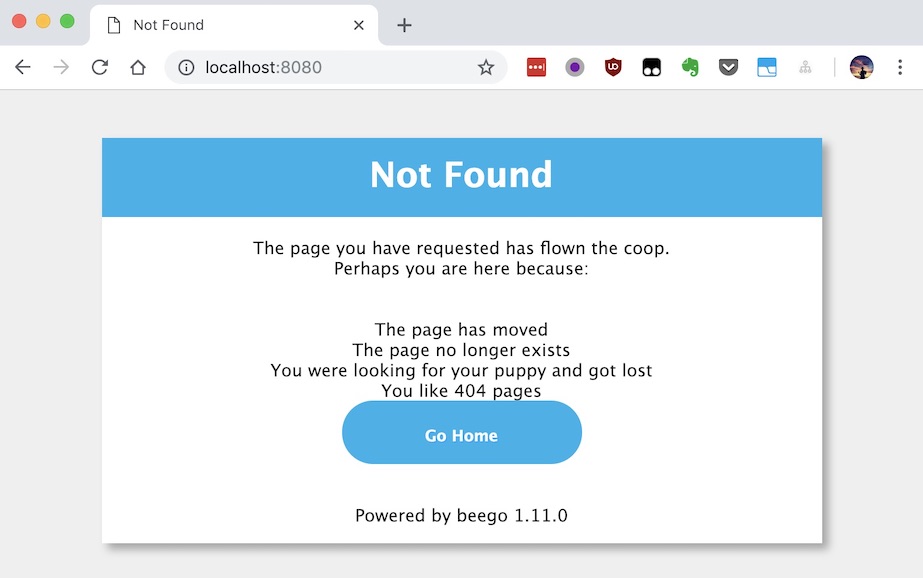 Not Found
localhost:8080
Not Found
The page you have requested has flown the coop.
Perhaps you are here because:
The page has moved
The page no longer exists
You were looking for your puppy and got lost
You like 404 pages
Go Home
Powered by beego 1.11.0